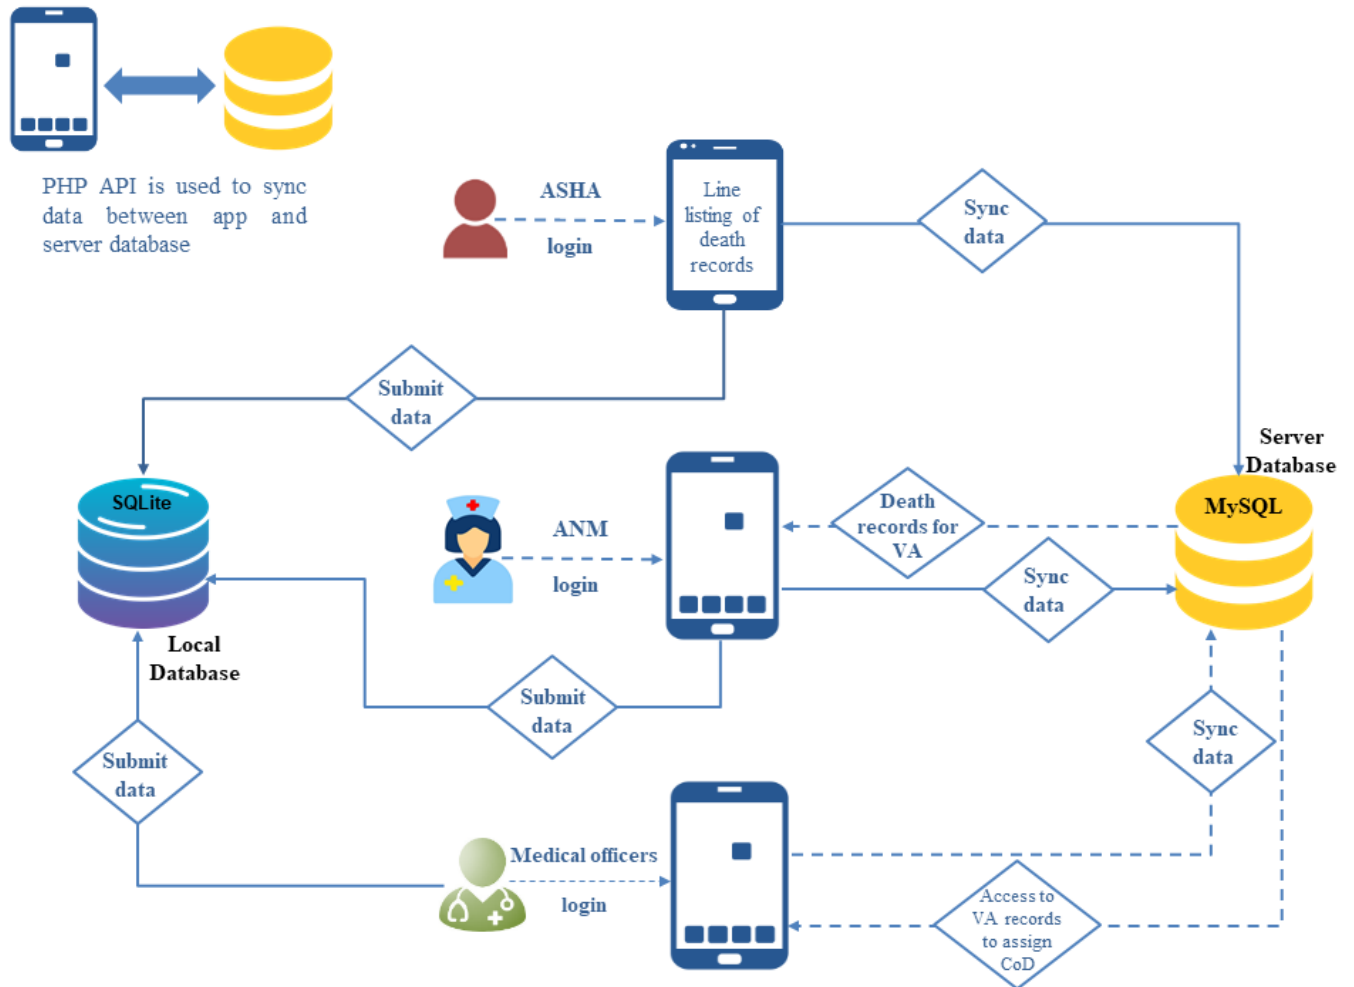 PHP API is used to sync
data between app and
server database
ASHA
login
Line
listing of
death
records
Sync
data
Submit
data
Server
Database
MySQL
SQLite
Local
Database
ANM
login
Death
records for
VA
Sync
data
Submit
data
Submit
data
Sync
data
Medical officers
login
Access to
VA records
to assign
CoD